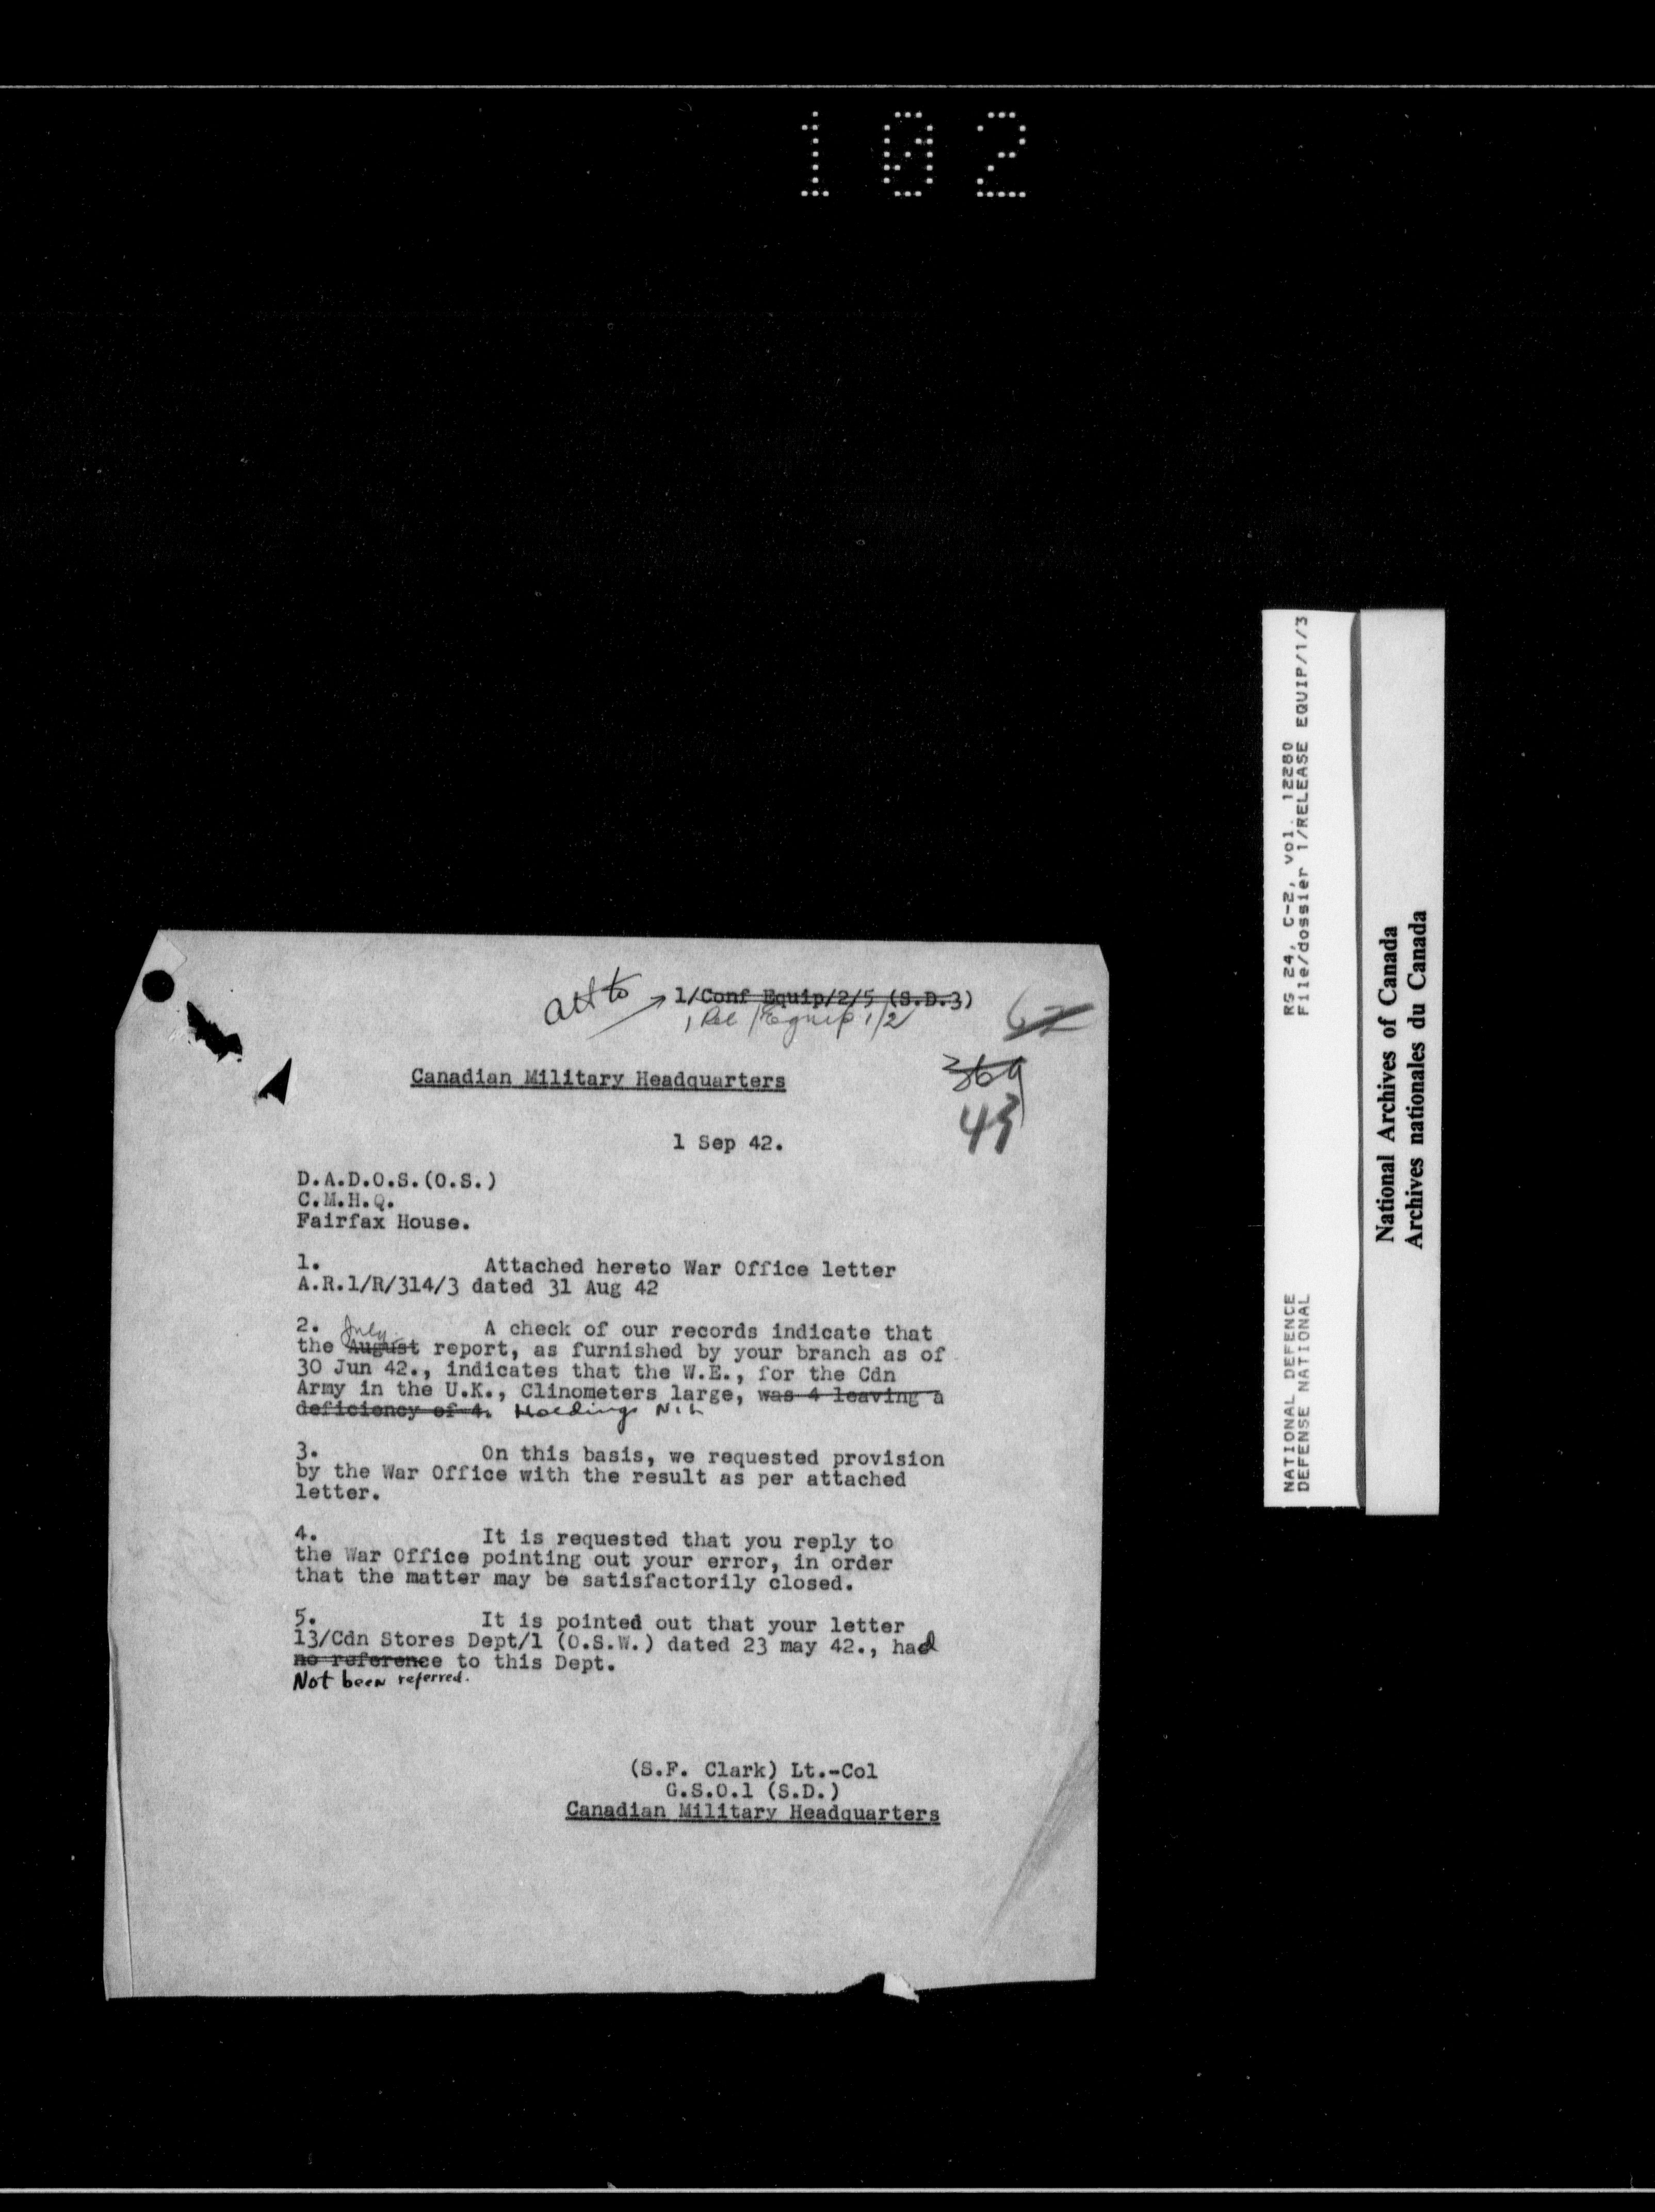 102
att to 1/Conf Equip/2/5 (S.D.3)
1 Rel/Equip 1/2
62
Canadian Military Headquarters
369
43
1 Sep 42.
D.A.D.O.S.(O.S.)
C.M.H.Q.
Fairfax House.
1. Attached hereto War Office letter
A.R.1/R/314/3 dated 31 Aug 42
2. July A check of our records indicate that
the August report, as furnished by your branch as of
30 Jun 42., indicates that the W.E., for the Cdn
Army in the U.K., Clinometers large, was 4 leaving a
deficiency of 4. Holdings Nil
3. On this basis, we requested provision
by the War Office with the result as per attached
letter.
4. It is requested that you reply to
the War Office pointing out your error, in order
that the matter may be satisfactorily closed.
5. It is pointed out that your letter
13/Cdn Stores Dept/1 (O.S.W.) dated 23 may 42., had
no reference to this Dept.
Not been referred.
(S.F. Clark) Lt.-Col
G.S.O.1 (S.D.)
Canadian Military Headquarters
NATIONAL DEFENCE RG 24, C-2, vol. 12280
DEFENSE NATIONAL File/dossier 1/RELEASE EQUIP/1/3
National Archives of Canada
Archives nationales du Canada